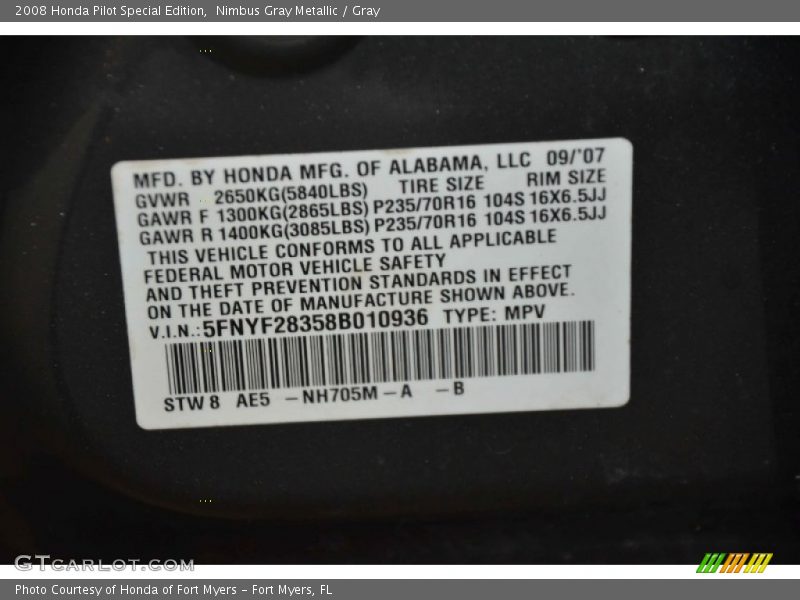 2008 Honda Pilot Special Edition,  Nimbus Gray Metallic / Gray
MFD. BY HONDA MFG. OF ALABAMA, LLC  09/'07
GVWR  2650KG(5840LBS)  TIRE SIZE  RIM SIZE
GAWR F 1300KG(2865LBS) P235/70R16 104S 16X6.5JJ
GAWR R 1400KG(3085LBS) P235/70R16 104S 16X6.5JJ
THIS VEHICLE CONFORMS TO ALL APPLICABLE
FEDERAL MOTOR VEHICLE SAFETY
AND THEFT PREVENTION STANDARDS IN EFFECT
ON THE DATE OF MANUFACTURE SHOWN ABOVE.
V.I.N.: 5FNYF28358B010936  TYPE: MPV
STW 8  AE5  –NH705M–A  –B
GTCARLOT.COM
Photo Courtesy of Honda of Fort Myers - Fort Myers, FL